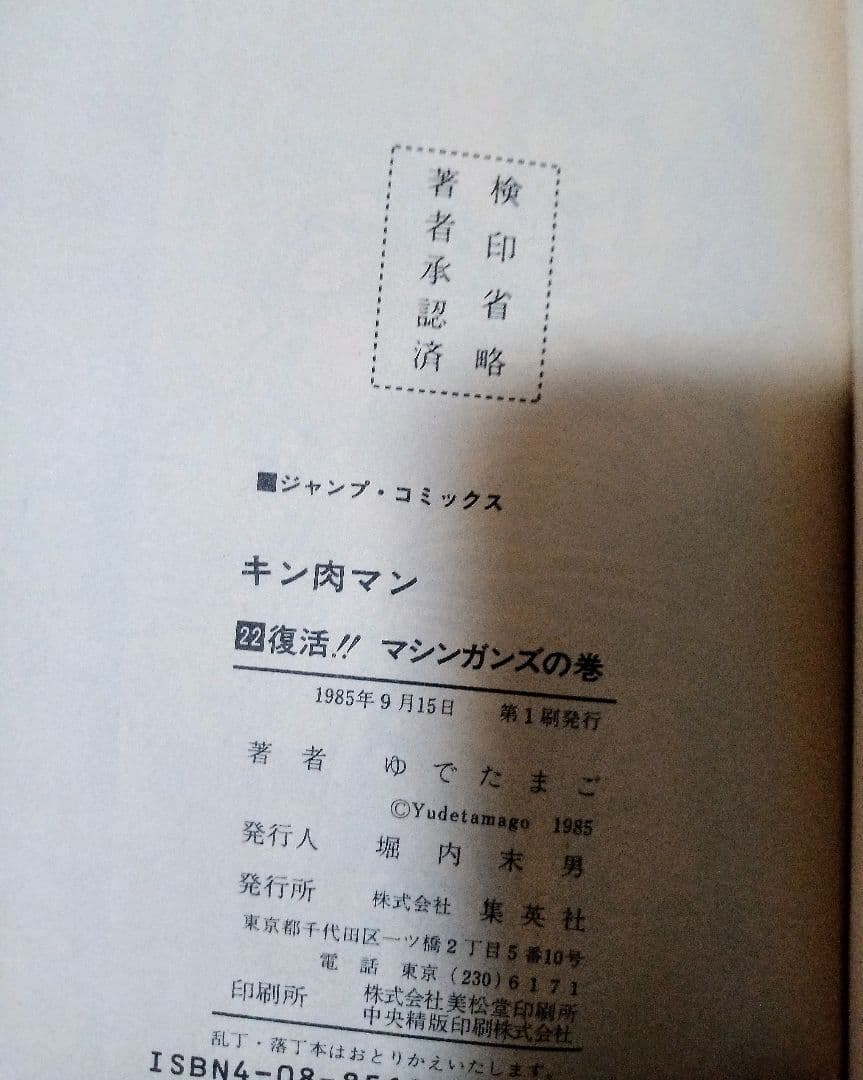 検印省略
著者承認済
■ジャンプ・コミックス
キン肉マン
22復活!! マシンガンズの巻
1985年9月15日 第1刷発行
著者 ゆでたまご
©Yudetamago 1985
発行人 堀内末男
発行所 株式会社 集英社
東京都千代田区一ツ橋2丁目5番10号
電話 東京(230)6171
印刷所 株式会社美松堂印刷所
中央精版印刷株式会社
乱丁・落丁本はおとりかえいたします。
ISBN4-08-851